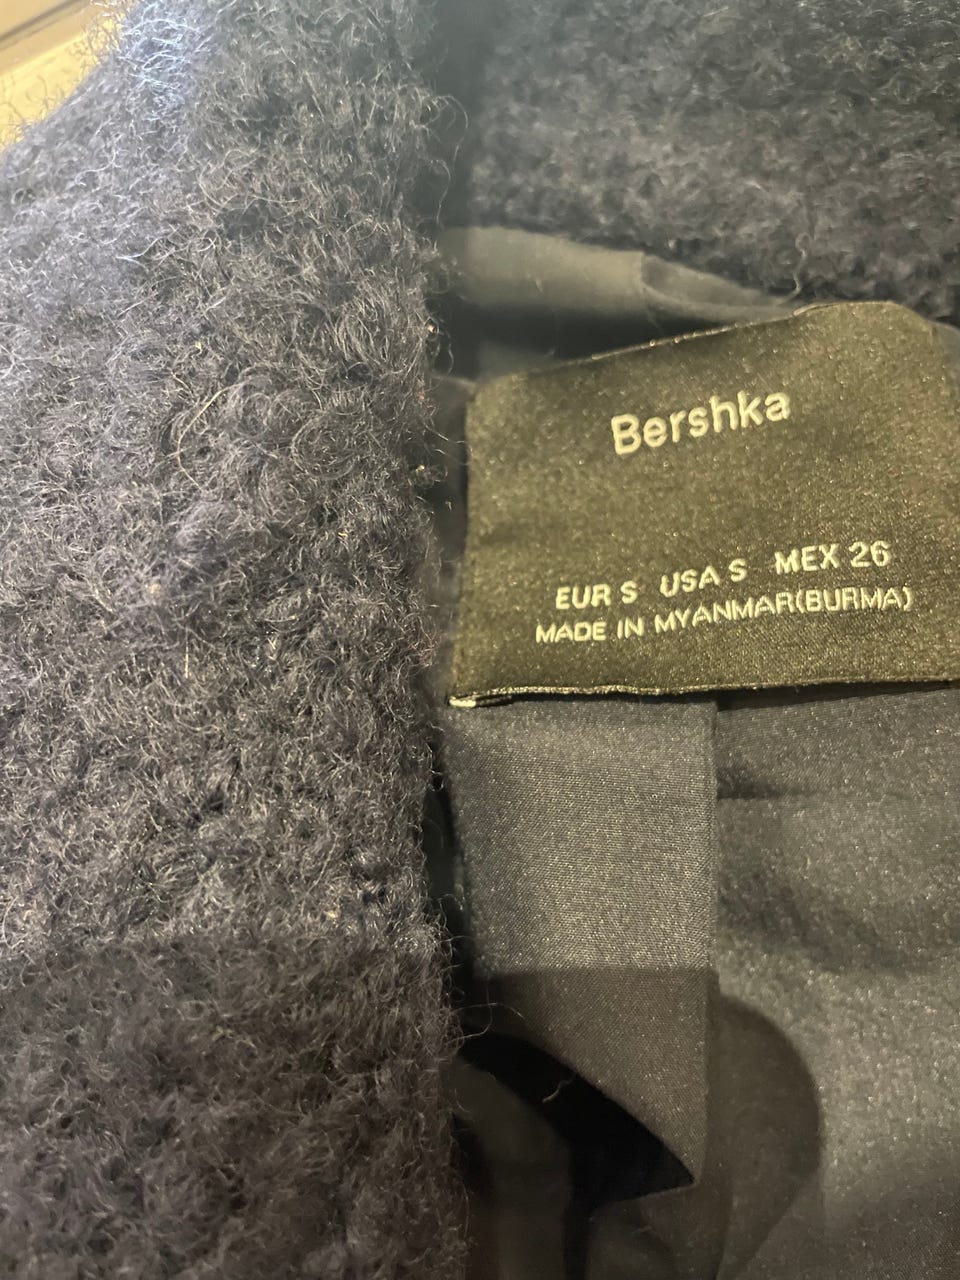 Bershka
EUR S USA S MEX 26
MADE IN MYANMAR(BURMA)